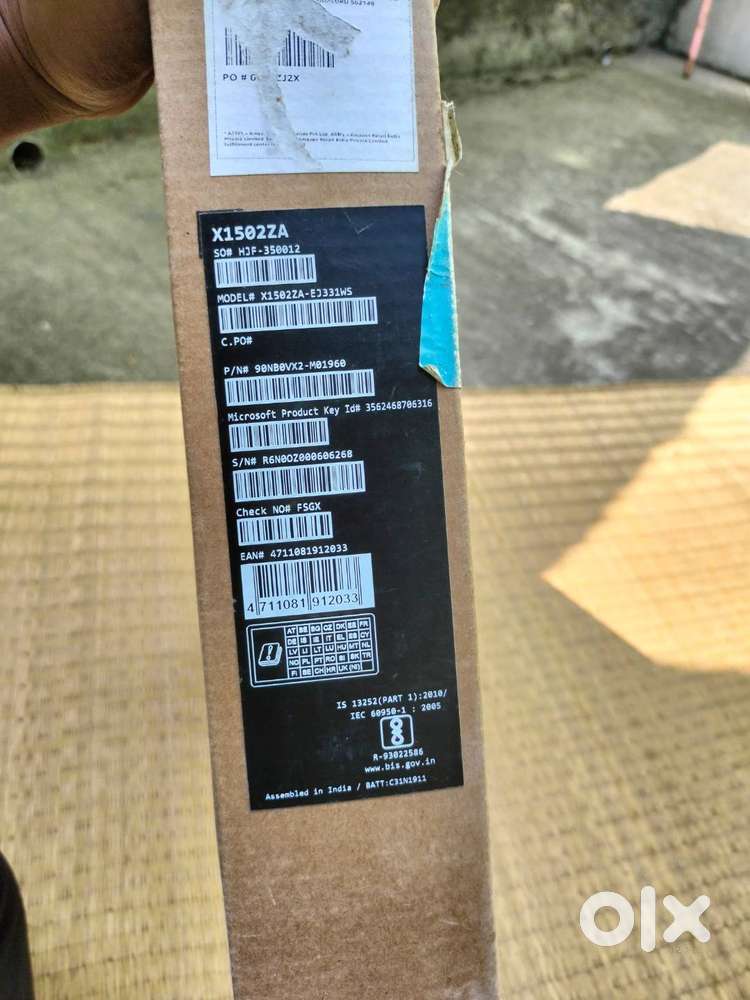 PO #
X1502ZA
SO# HJF-350012
MODEL# X1502ZA-EJ331WS
C.PO#
P/N# 90NB0VX2-M01960
Microsoft Product Key Id# 3562468706316
S/N# R6N0OZ000606268
Check NO# FSGX
EAN# 4711081912033
4 711081 912033
AT BE BG CZ DK EE FR
DE IS IE IT EL ES CY
LV LI LT LU HU MT NL
NO PL PT RO SI SK TR
FI SE CH HR UK (NI)
IS 13252(PART 1):2010/
IEC 60950-1 : 2005
R-93022586
www.bis.gov.in
Assembled in India / BATT:C31N1911
olx